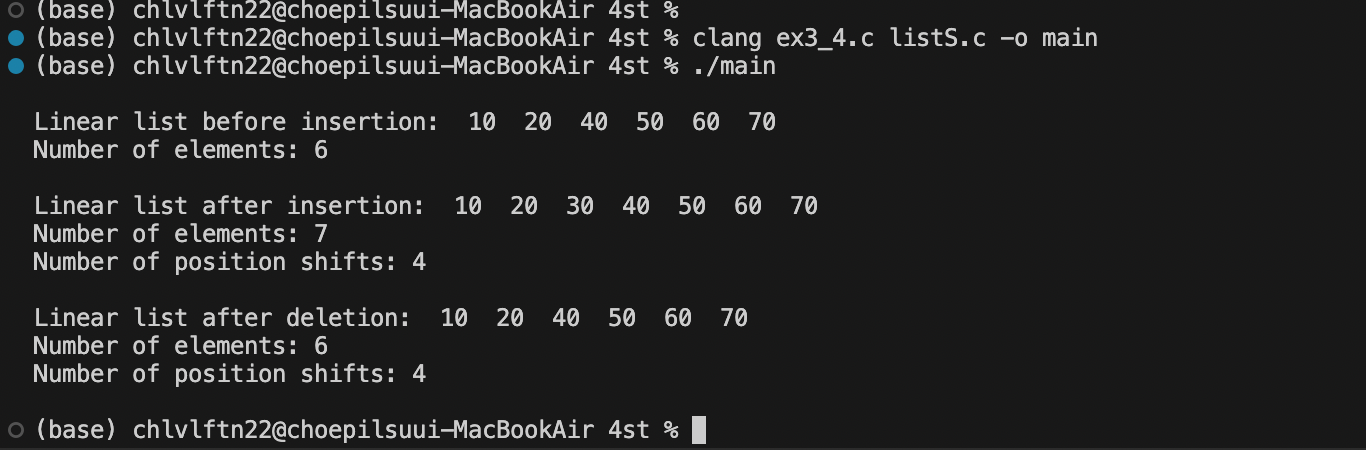 (base) chlvlftn22@choepilsuui-MacBookAir 4st %
(base) chlvlftn22@choepilsuui-MacBookAir 4st % clang ex3_4.c listS.c -o main
(base) chlvlftn22@choepilsuui-MacBookAir 4st % ./main
Linear list before insertion:  10  20  40  50  60  70
Number of elements: 6
Linear list after insertion:  10  20  30  40  50  60  70
Number of elements: 7
Number of position shifts: 4
Linear list after deletion:  10  20  40  50  60  70
Number of elements: 6
Number of position shifts: 4
(base) chlvlftn22@choepilsuui-MacBookAir 4st %